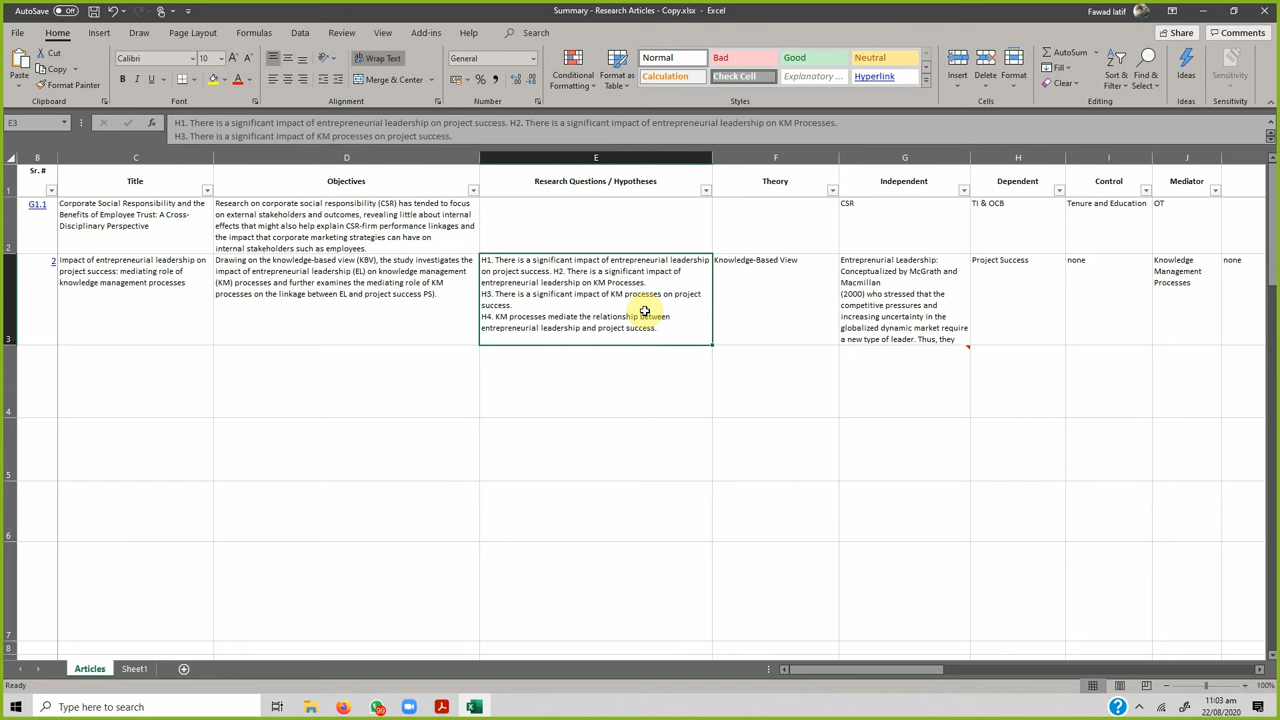 AutoSave Off
Summary - Research Articles - Copy.xlsx - Excel
Fawad latif
File Home Insert Draw Page Layout Formulas Data Review View Add-ins Help Search
Share Comments
Paste
Cut
Copy
Format Painter
Clipboard
Calibri 10
B I U
Font
Wrap Text
Merge & Center
Alignment
General
Number
Conditional Formatting
Format as Table
Normal Bad Good Neutral
Calculation Check Cell Explanatory ... Hyperlink
Styles
Insert Delete Format
Cells
AutoSum
Fill
Clear
Sort & Filter
Find & Select
Editing
Ideas
Ideas
Sensitivity
Sensitivity
E3
fx
H1. There is a significant impact of entrepreneurial leadership on project success. H2. There is a significant impact of entrepreneurial leadership on KM Processes.
H3. There is a significant impact of KM processes on project success.
B C D E F G H I J
1
Sr. #
Title
Objectives
Research Questions / Hypotheses
Theory
Independent
Dependent
Control
Mediator
2
G1.1
Corporate Social Responsibility and the
Benefits of Employee Trust: A Cross-
Disciplinary Perspective
Research on corporate social responsibility (CSR) has tended to focus
on external stakeholders and outcomes, revealing little about internal
effects that might also help explain CSR-firm performance linkages and
the impact that corporate marketing strategies can have on
internal stakeholders such as employees.
CSR
TI & OCB
Tenure and Education
OT
3
2
Impact of entrepreneurial leadership on
project success: mediating role of
knowledge management processes
Drawing on the knowledge-based view (KBV), the study investigates the
impact of entrepreneurial leadership (EL) on knowledge management
(KM) processes and further examines the mediating role of KM
processes on the linkage between EL and project success PS).
H1. There is a significant impact of entrepreneurial leadership
on project success. H2. There is a significant impact of
entrepreneurial leadership on KM Processes.
H3. There is a significant impact of KM processes on project
success.
H4. KM processes mediate the relationship between
entrepreneurial leadership and project success.
Knowledge-Based View
Entreprenurial Leadership:
Conceptualized by McGrath and
Macmillan
(2000) who stressed that the
competitive pressures and
increasing uncertainty in the
globalized dynamic market require
a new type of leader. Thus, they
Project Success
none
Knowledge
Management
Processes
none
4
5
6
7
8
Articles Sheet1
Ready
100%
Type here to search
99
11:03 am
22/08/2020